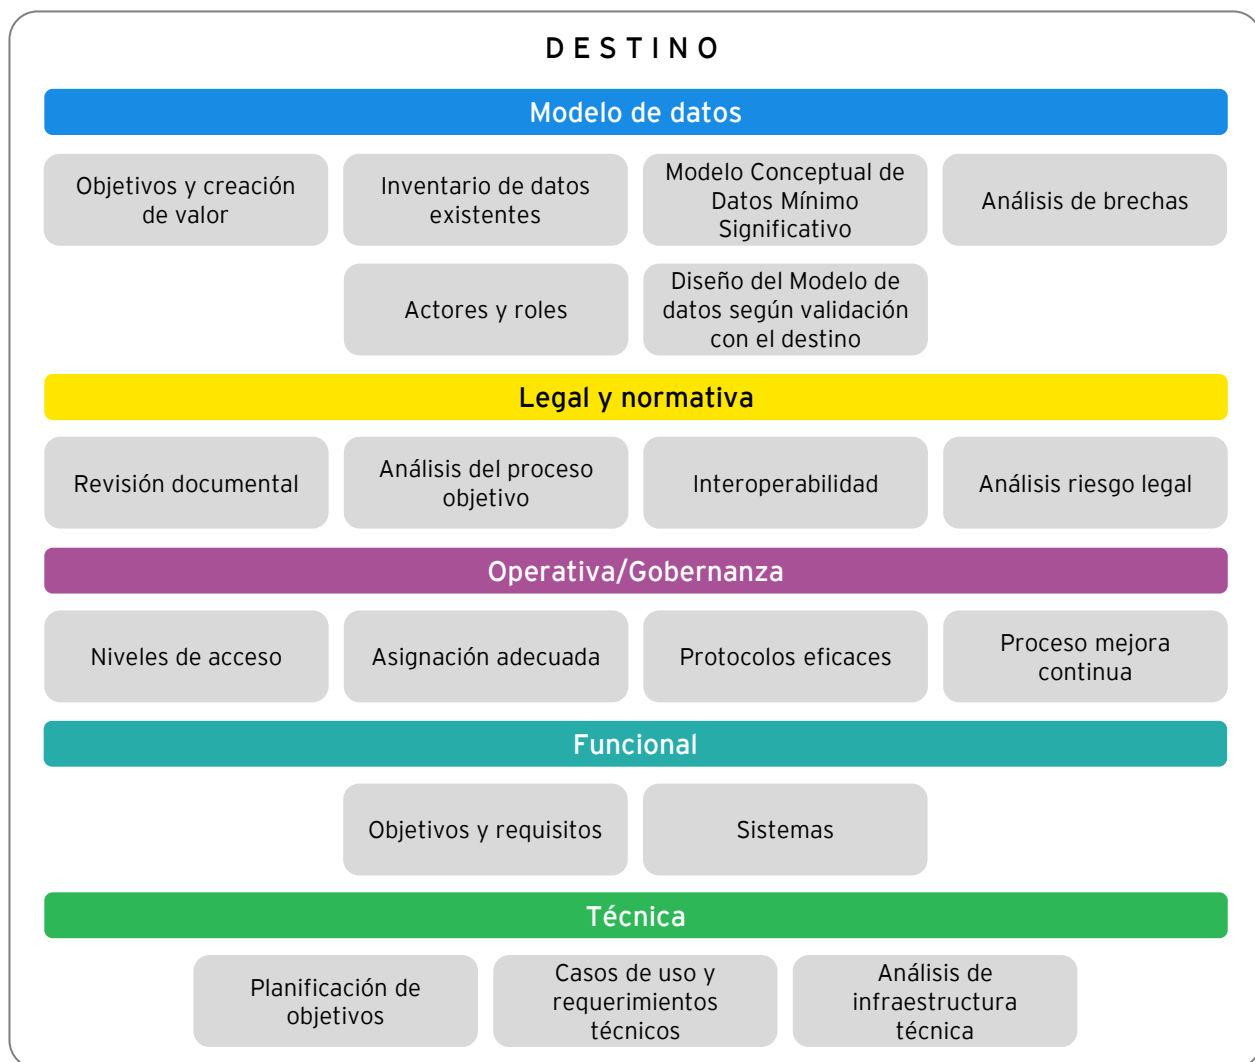 DESTINO
Modelo de datos
Objetivos y creación
de valor
Inventario de datos
existentes
Modelo Conceptual de
Datos Mínimo
Significativo
Análisis de brechas
Actores y roles
Diseño del Modelo de
datos según validación
con el destino
Legal y normativa
Revisión documental
Análisis del proceso
objetivo
Interoperabilidad
Análisis riesgo legal
Operativa/Gobernanza
Niveles de acceso
Asignación adecuada
Protocolos eficaces
Proceso mejora
continua
Funcional
Objetivos y requisitos
Sistemas
Técnica
Planificación de
objetivos
Casos de uso y
requerimientos
técnicos
Análisis de
infraestructura
técnica